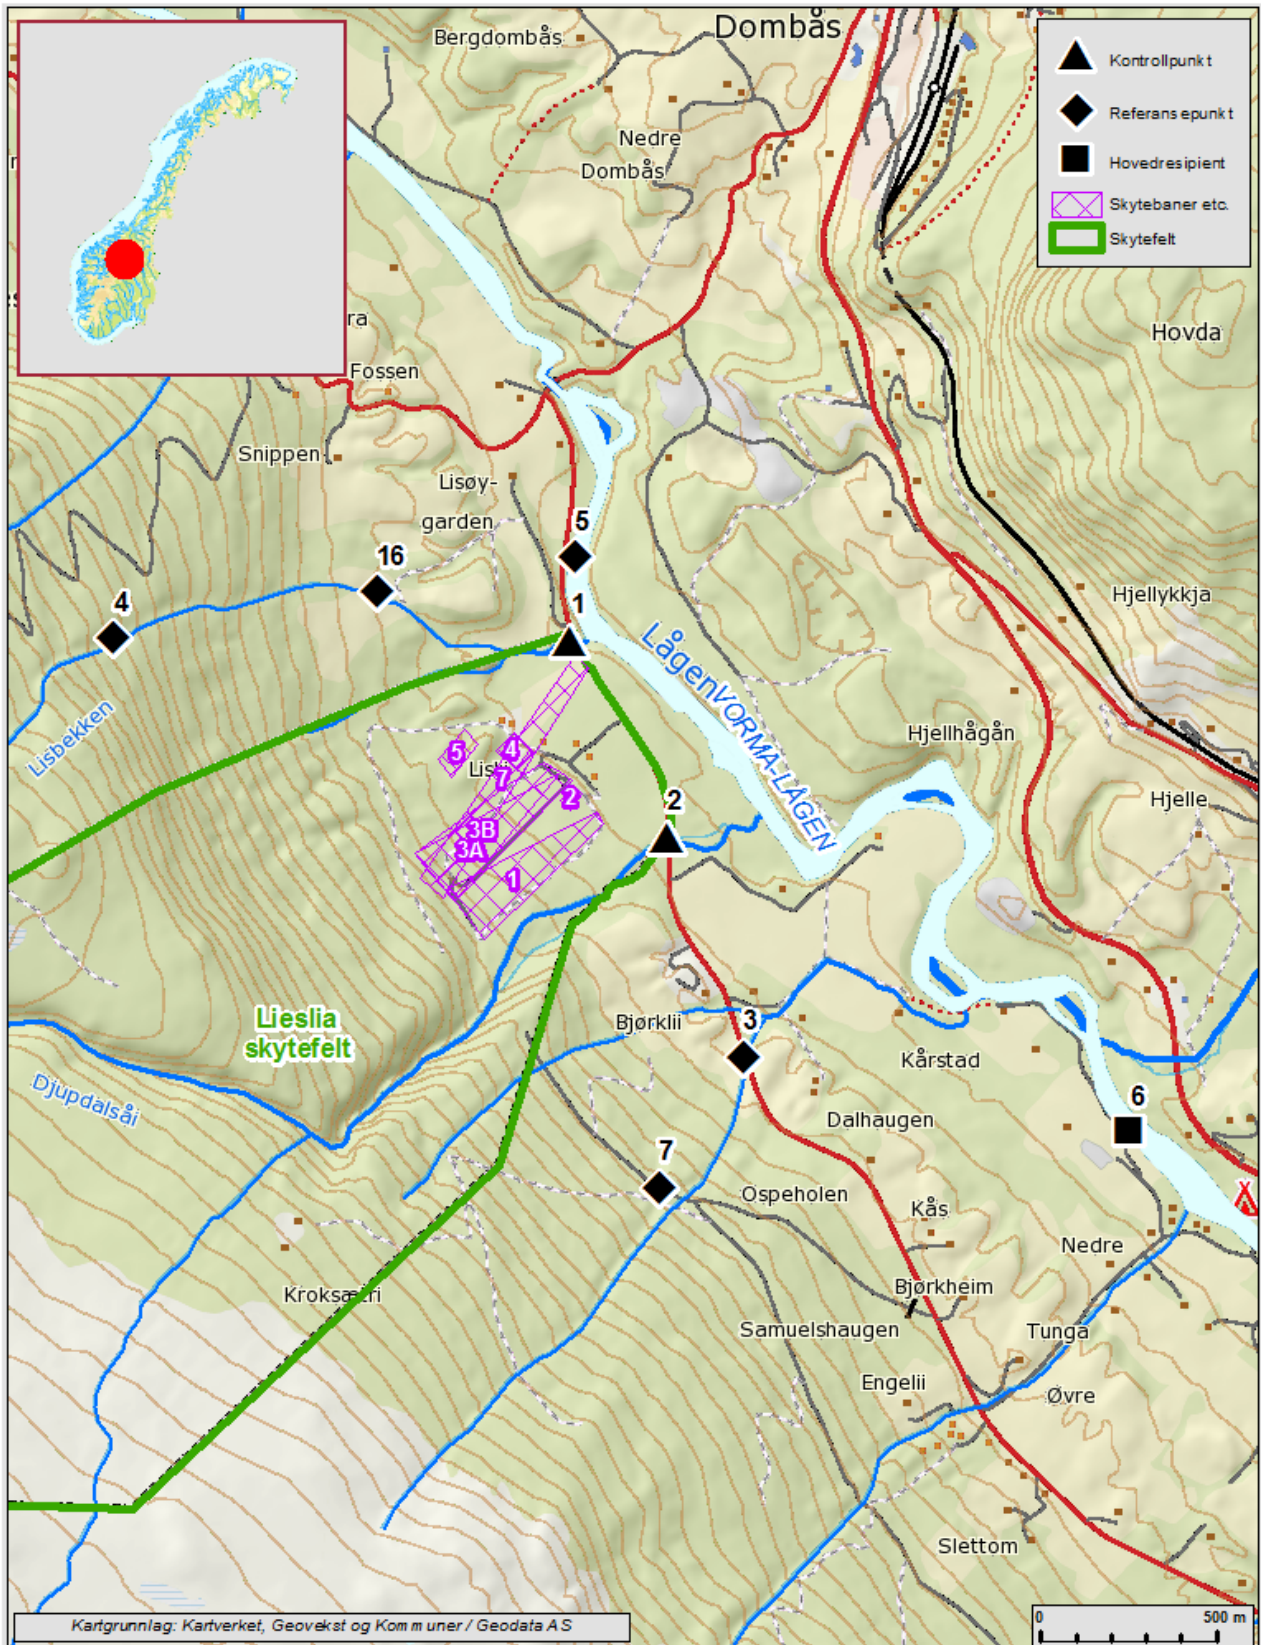 Dombås
Bergdombås
Nedre
Dombås
Kontrollpunkt
Referansepunkt
Hovedresipient
Skytebaner etc.
Skytefelt
Hovda
ra
Fossen
Snippen
Lisøy-
garden
5
16
4
1
Hjellykkja
Lågen
VORMA-LÅGEN
Lisbekken
Hjellhågån
Hjelle
5
4
7
2
3B
3A
1
2
Lieslia
skytefelt
Djupdalsåi
Bjørklii
3
Kårstad
Dalhaugen
6
7
Ospeholen
Kås
Nedre
Kroksætri
Bjørkheim
Samuelshaugen
Tunga
Engelii
Øvre
Slettom
Kartgrunnlag: Kartverket, Geovekst og Kommuner / Geodata AS
0 500 m